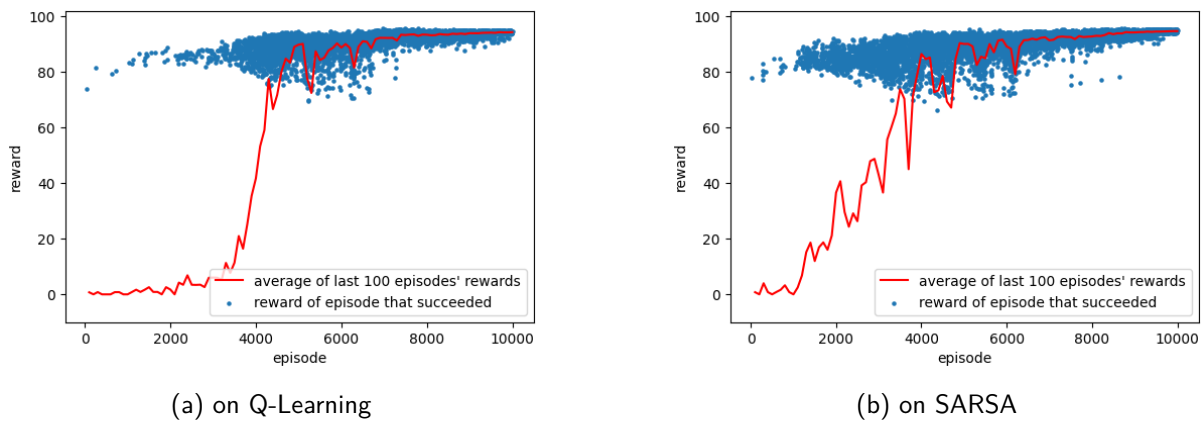 100
80
60
40
20
0
reward
0 2000 4000 6000 8000 10000
episode
average of last 100 episodes' rewards
reward of episode that succeeded
(a) on Q-Learning
100
80
60
40
20
0
reward
0 2000 4000 6000 8000 10000
episode
average of last 100 episodes' rewards
reward of episode that succeeded
(b) on SARSA